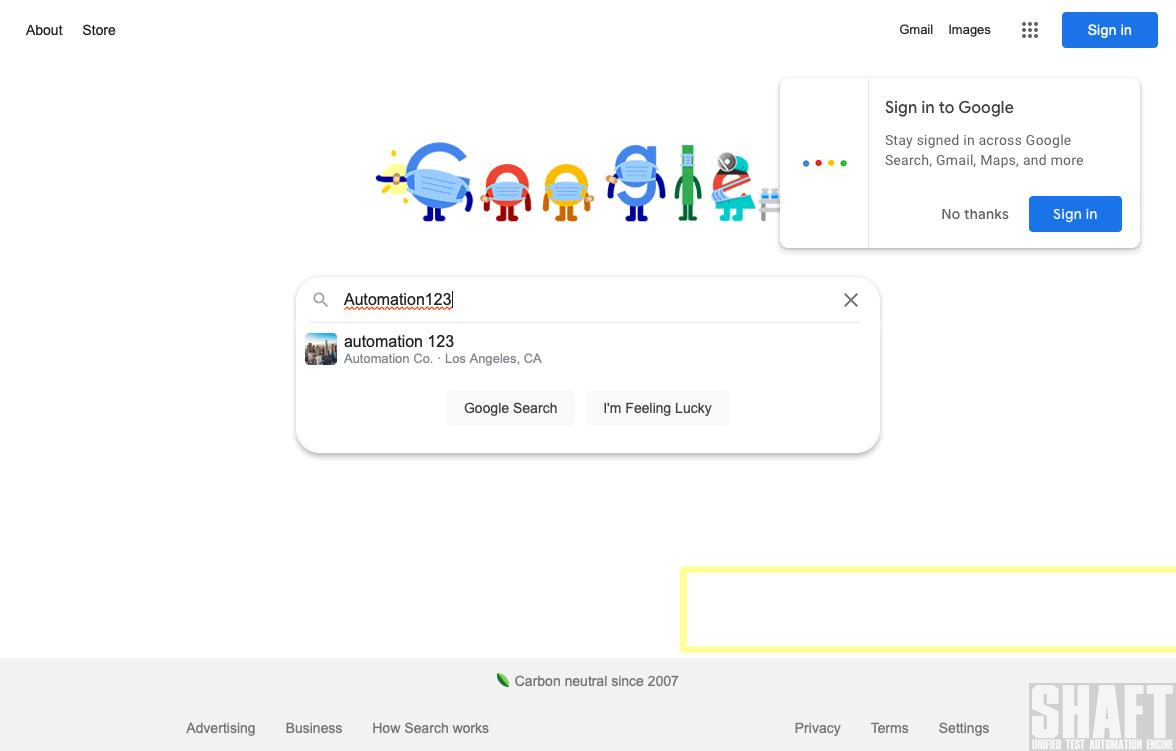 About Store
Gmail Images
Sign in
Sign in to Google
Stay signed in across Google
Search, Gmail, Maps, and more
No thanks Sign in
Google
Automation123
automation 123
Automation Co. · Los Angeles, CA
Google Search I'm Feeling Lucky
Carbon neutral since 2007
Advertising Business How Search works
Privacy Terms Settings
SHAFT
UNIFIED TEST AUTOMATION ENGINE